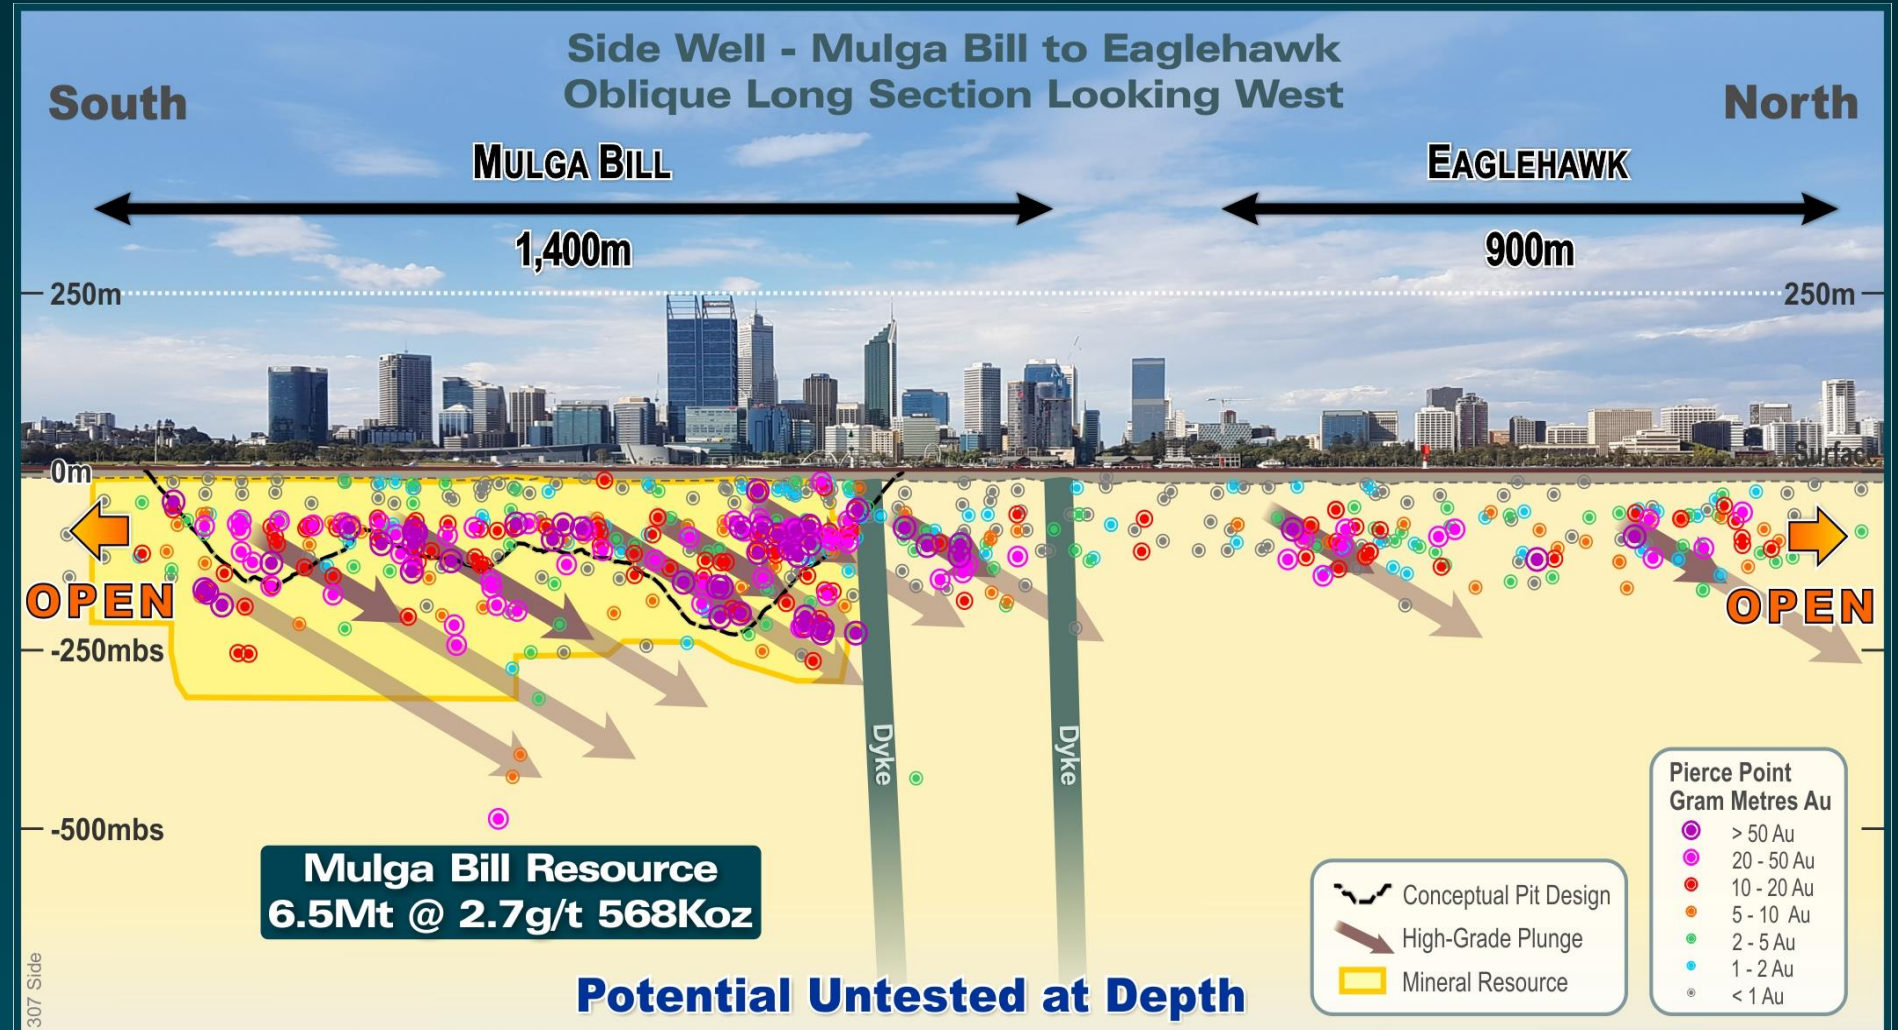 Side Well - Mulga Bill to Eaglehawk
Oblique Long Section Looking West
South
North
MULGA BILL
EAGLEHAWK
1,400m
900m
250m
250m
0m
Surfac
OPEN
OPEN
-250mbs
-500mbs
Dyke
Dyke
Mulga Bill Resource
6.5Mt @ 2.7g/t 568Koz
Potential Untested at Depth
Conceptual Pit Design
High-Grade Plunge
Mineral Resource
Pierce Point
Gram Metres Au
> 50 Au
20 - 50 Au
10 - 20 Au
5 - 10 Au
2 - 5 Au
1 - 2 Au
< 1 Au
307 Side